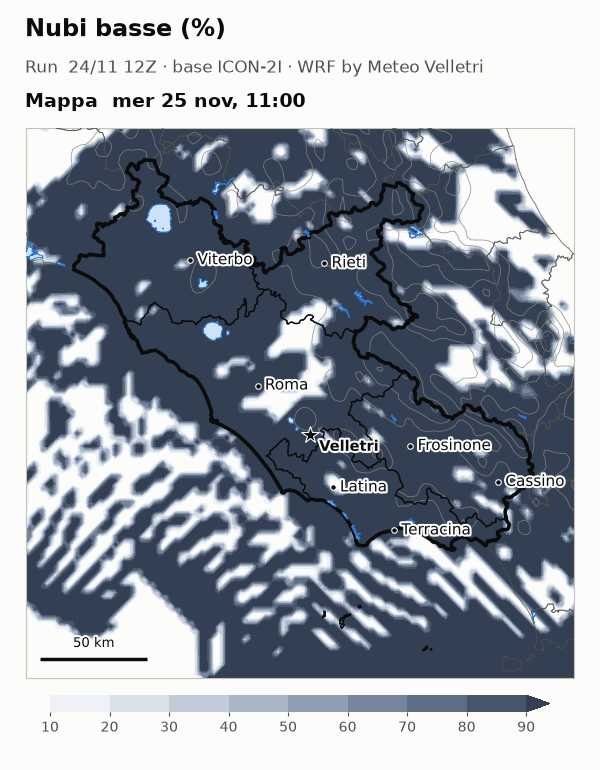 Nubi basse (%)
Run  24/11 12Z · base ICON-2I · WRF by Meteo Velletri
Mappa  mer 25 nov, 11:00
Viterbo
Rieti
Roma
Velletri
Frosinone
Cassino
Latina
Terracina
50 km
10 20 30 40 50 60 70 80 90